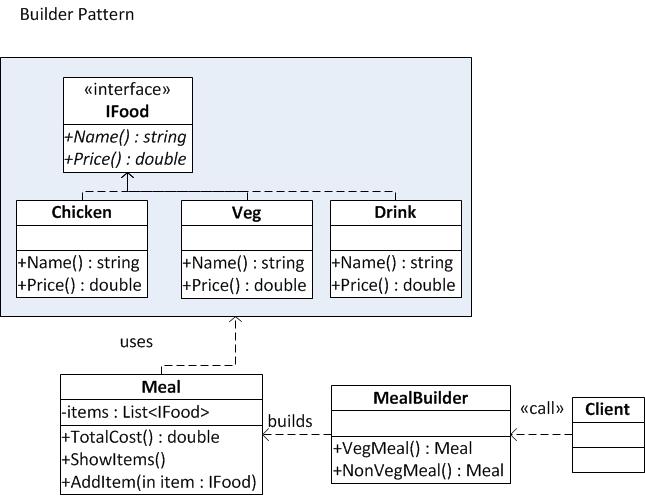 Builder Pattern
«interface»
IFood
+Name() : string
+Price() : double
Chicken
+Name() : string
+Price() : double
Veg
+Name() : string
+Price() : double
Drink
+Name() : string
+Price() : double
uses
Meal
-items : List<IFood>
+TotalCost() : double
+ShowItems()
+AddItem(in item : IFood)
builds
MealBuilder
+VegMeal() : Meal
+NonVegMeal() : Meal
«call»
Client